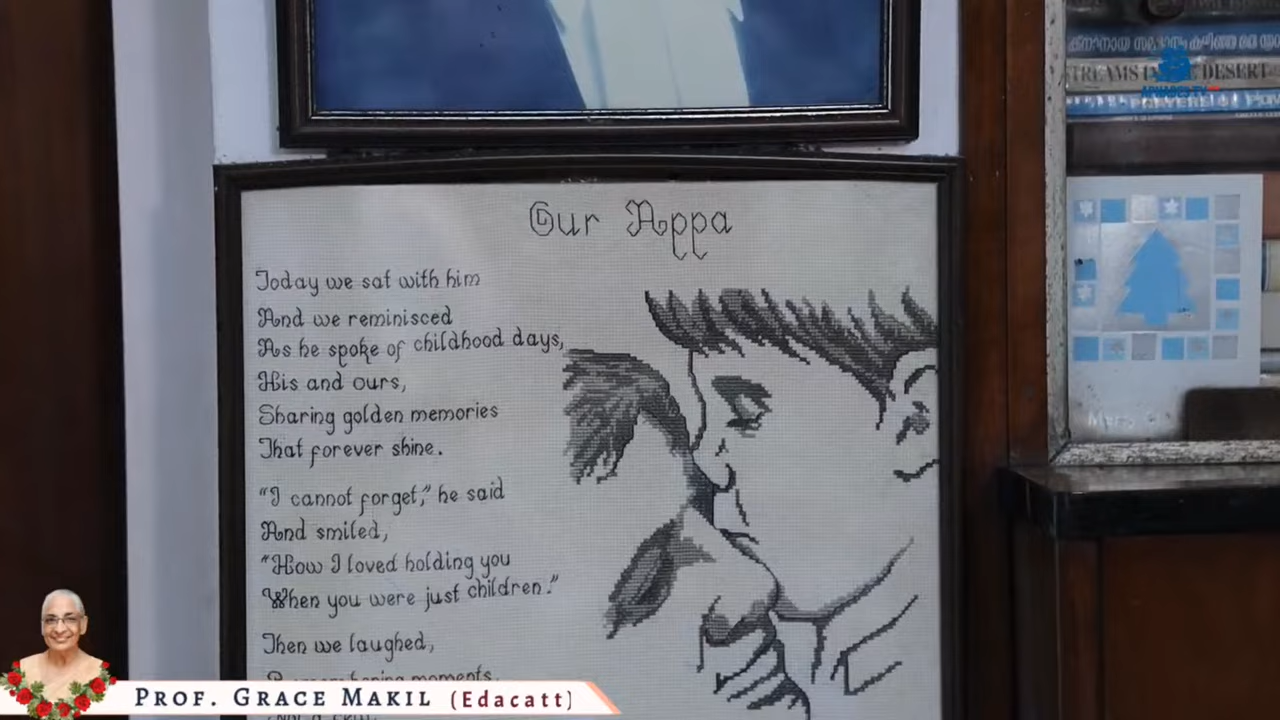 Our Appa
Today we sat with him
And we reminisced
As he spoke of childhood days,
His and ours,
Sharing golden memories
That forever shine.
"I cannot forget," he said
And smiled,
"How I loved holding you
When you were just children."
Then we laughed,
moments,
STREAMS IN DESERT
PROF. GRACE MAKIL (Edacatt)